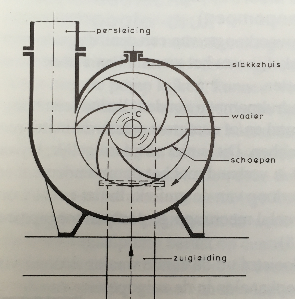 persleiding
slakkehuis
waaier
C
schoepen
zuigleiding